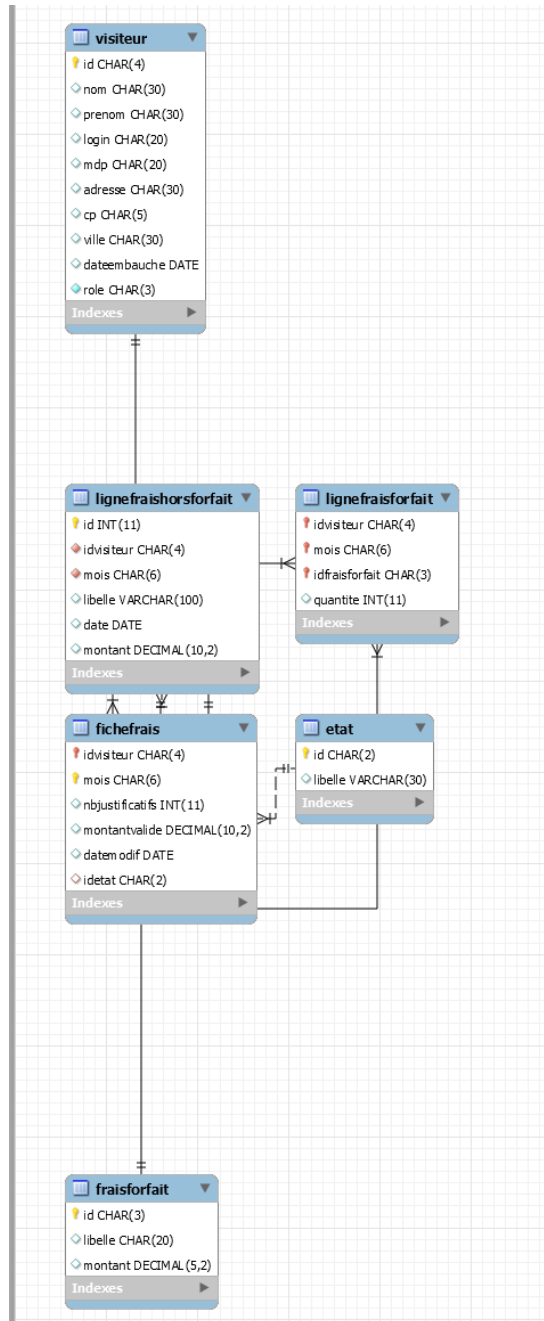 visiteur
id CHAR(4)
nom CHAR(30)
prenom CHAR(30)
login CHAR(20)
mdp CHAR(20)
adresse CHAR(30)
cp CHAR(5)
ville CHAR(30)
dateembauche DATE
role CHAR(3)
Indexes
lignefraishorsforfait
id INT(11)
idvisiteur CHAR(4)
mois CHAR(6)
libelle VARCHAR(100)
date DATE
montant DECIMAL(10,2)
Indexes
lignefraisforfait
idvisiteur CHAR(4)
mois CHAR(6)
idfraisforfait CHAR(3)
quantite INT(11)
Indexes
fichefrais
idvisiteur CHAR(4)
mois CHAR(6)
nbjustificatifs INT(11)
montantvalide DECIMAL(10,2)
datemodif DATE
idetat CHAR(2)
Indexes
etat
id CHAR(2)
libelle VARCHAR(30)
Indexes
fraisforfait
id CHAR(3)
libelle CHAR(20)
montant DECIMAL(5,2)
Indexes